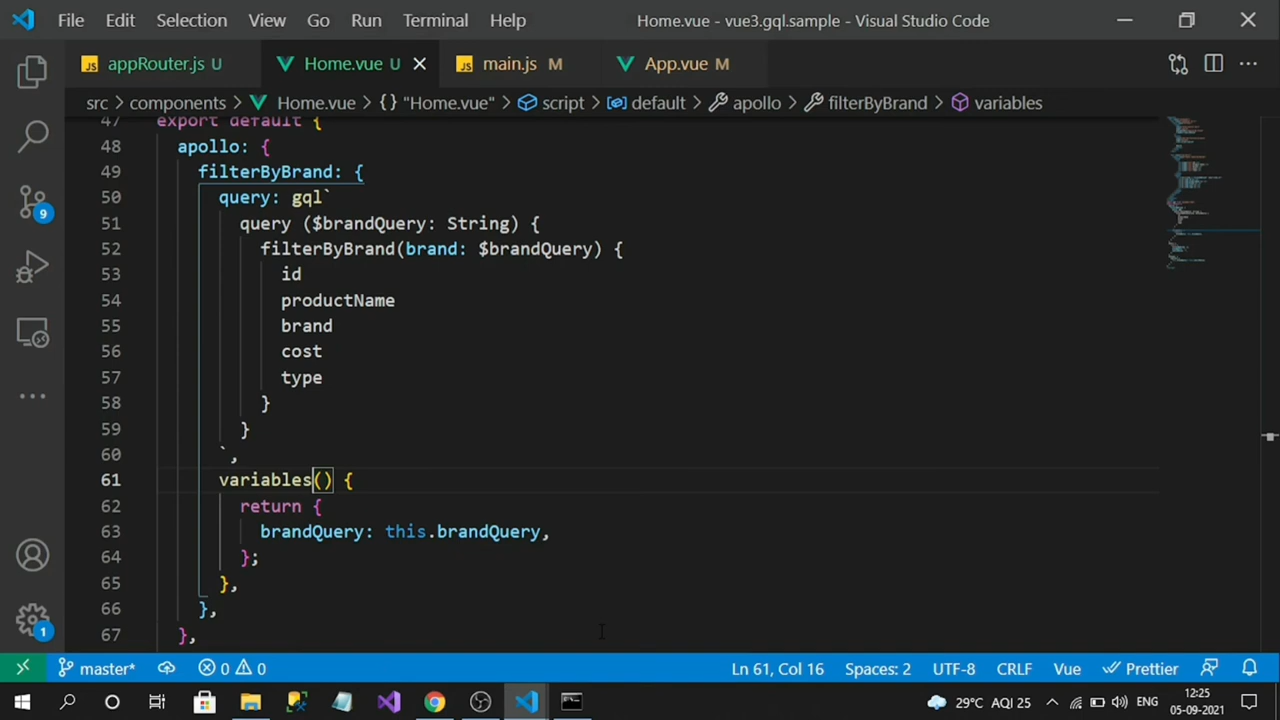 File Edit Selection View Go Run Terminal Help Home.vue - vue3.gql.sample - Visual Studio Code
JS appRouter.js U Home.vue U JS main.js M App.vue M
src > components > Home.vue > {} "Home.vue" > script > default > apollo > filterByBrand > variables
47 export default {
48 apollo: {
49 filterByBrand: {
50 query: gql`
51 query ($brandQuery: String) {
52 filterByBrand(brand: $brandQuery) {
53 id
54 productName
55 brand
56 cost
57 type
58 }
59 }
60 `,
61 variables() {
62 return {
63 brandQuery: this.brandQuery,
64 };
65 },
66 },
67 },
9
1
master* 0 0 Ln 61, Col 16 Spaces: 2 UTF-8 CRLF Vue Prettier
29°C AQI 25 ENG 12:25
05-09-2021